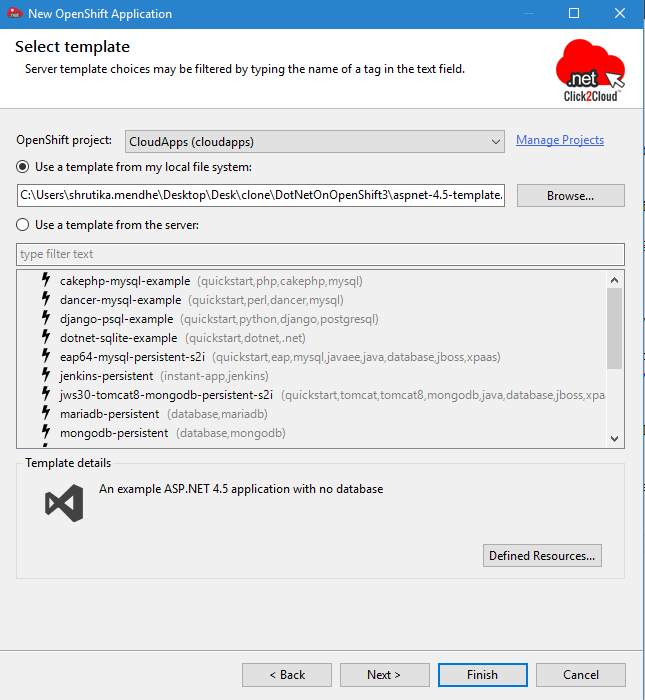 New OpenShift Application
Select template
Server template choices may be filtered by typing the name of a tag in the text field.
.net
Click2Cloud™
OpenShift project: CloudApps (cloudapps) Manage Projects
Use a template from my local file system:
C:\Users\shrutika.mendhe\Desktop\Desk\clone\DotNetOnOpenShift3\aspnet-4.5-template. Browse...
Use a template from the server:
type filter text
cakephp-mysql-example (quickstart,php,cakephp,mysql)
dancer-mysql-example (quickstart,perl,dancer,mysql)
django-psql-example (quickstart,python,django,postgresql)
dotnet-sqlite-example (quickstart,dotnet,.net)
eap64-mysql-persistent-s2i (quickstart,eap,mysql,javaee,java,database,jboss,xpaas)
jenkins-persistent (instant-app,jenkins)
jws30-tomcat8-mongodb-persistent-s2i (quickstart,tomcat,tomcat8,mongodb,java,database,jboss,xpaa
mariadb-persistent (database,mariadb)
mongodb-persistent (database,mongodb)
Template details
An example ASP.NET 4.5 application with no database
Defined Resources...
< Back Next > Finish Cancel